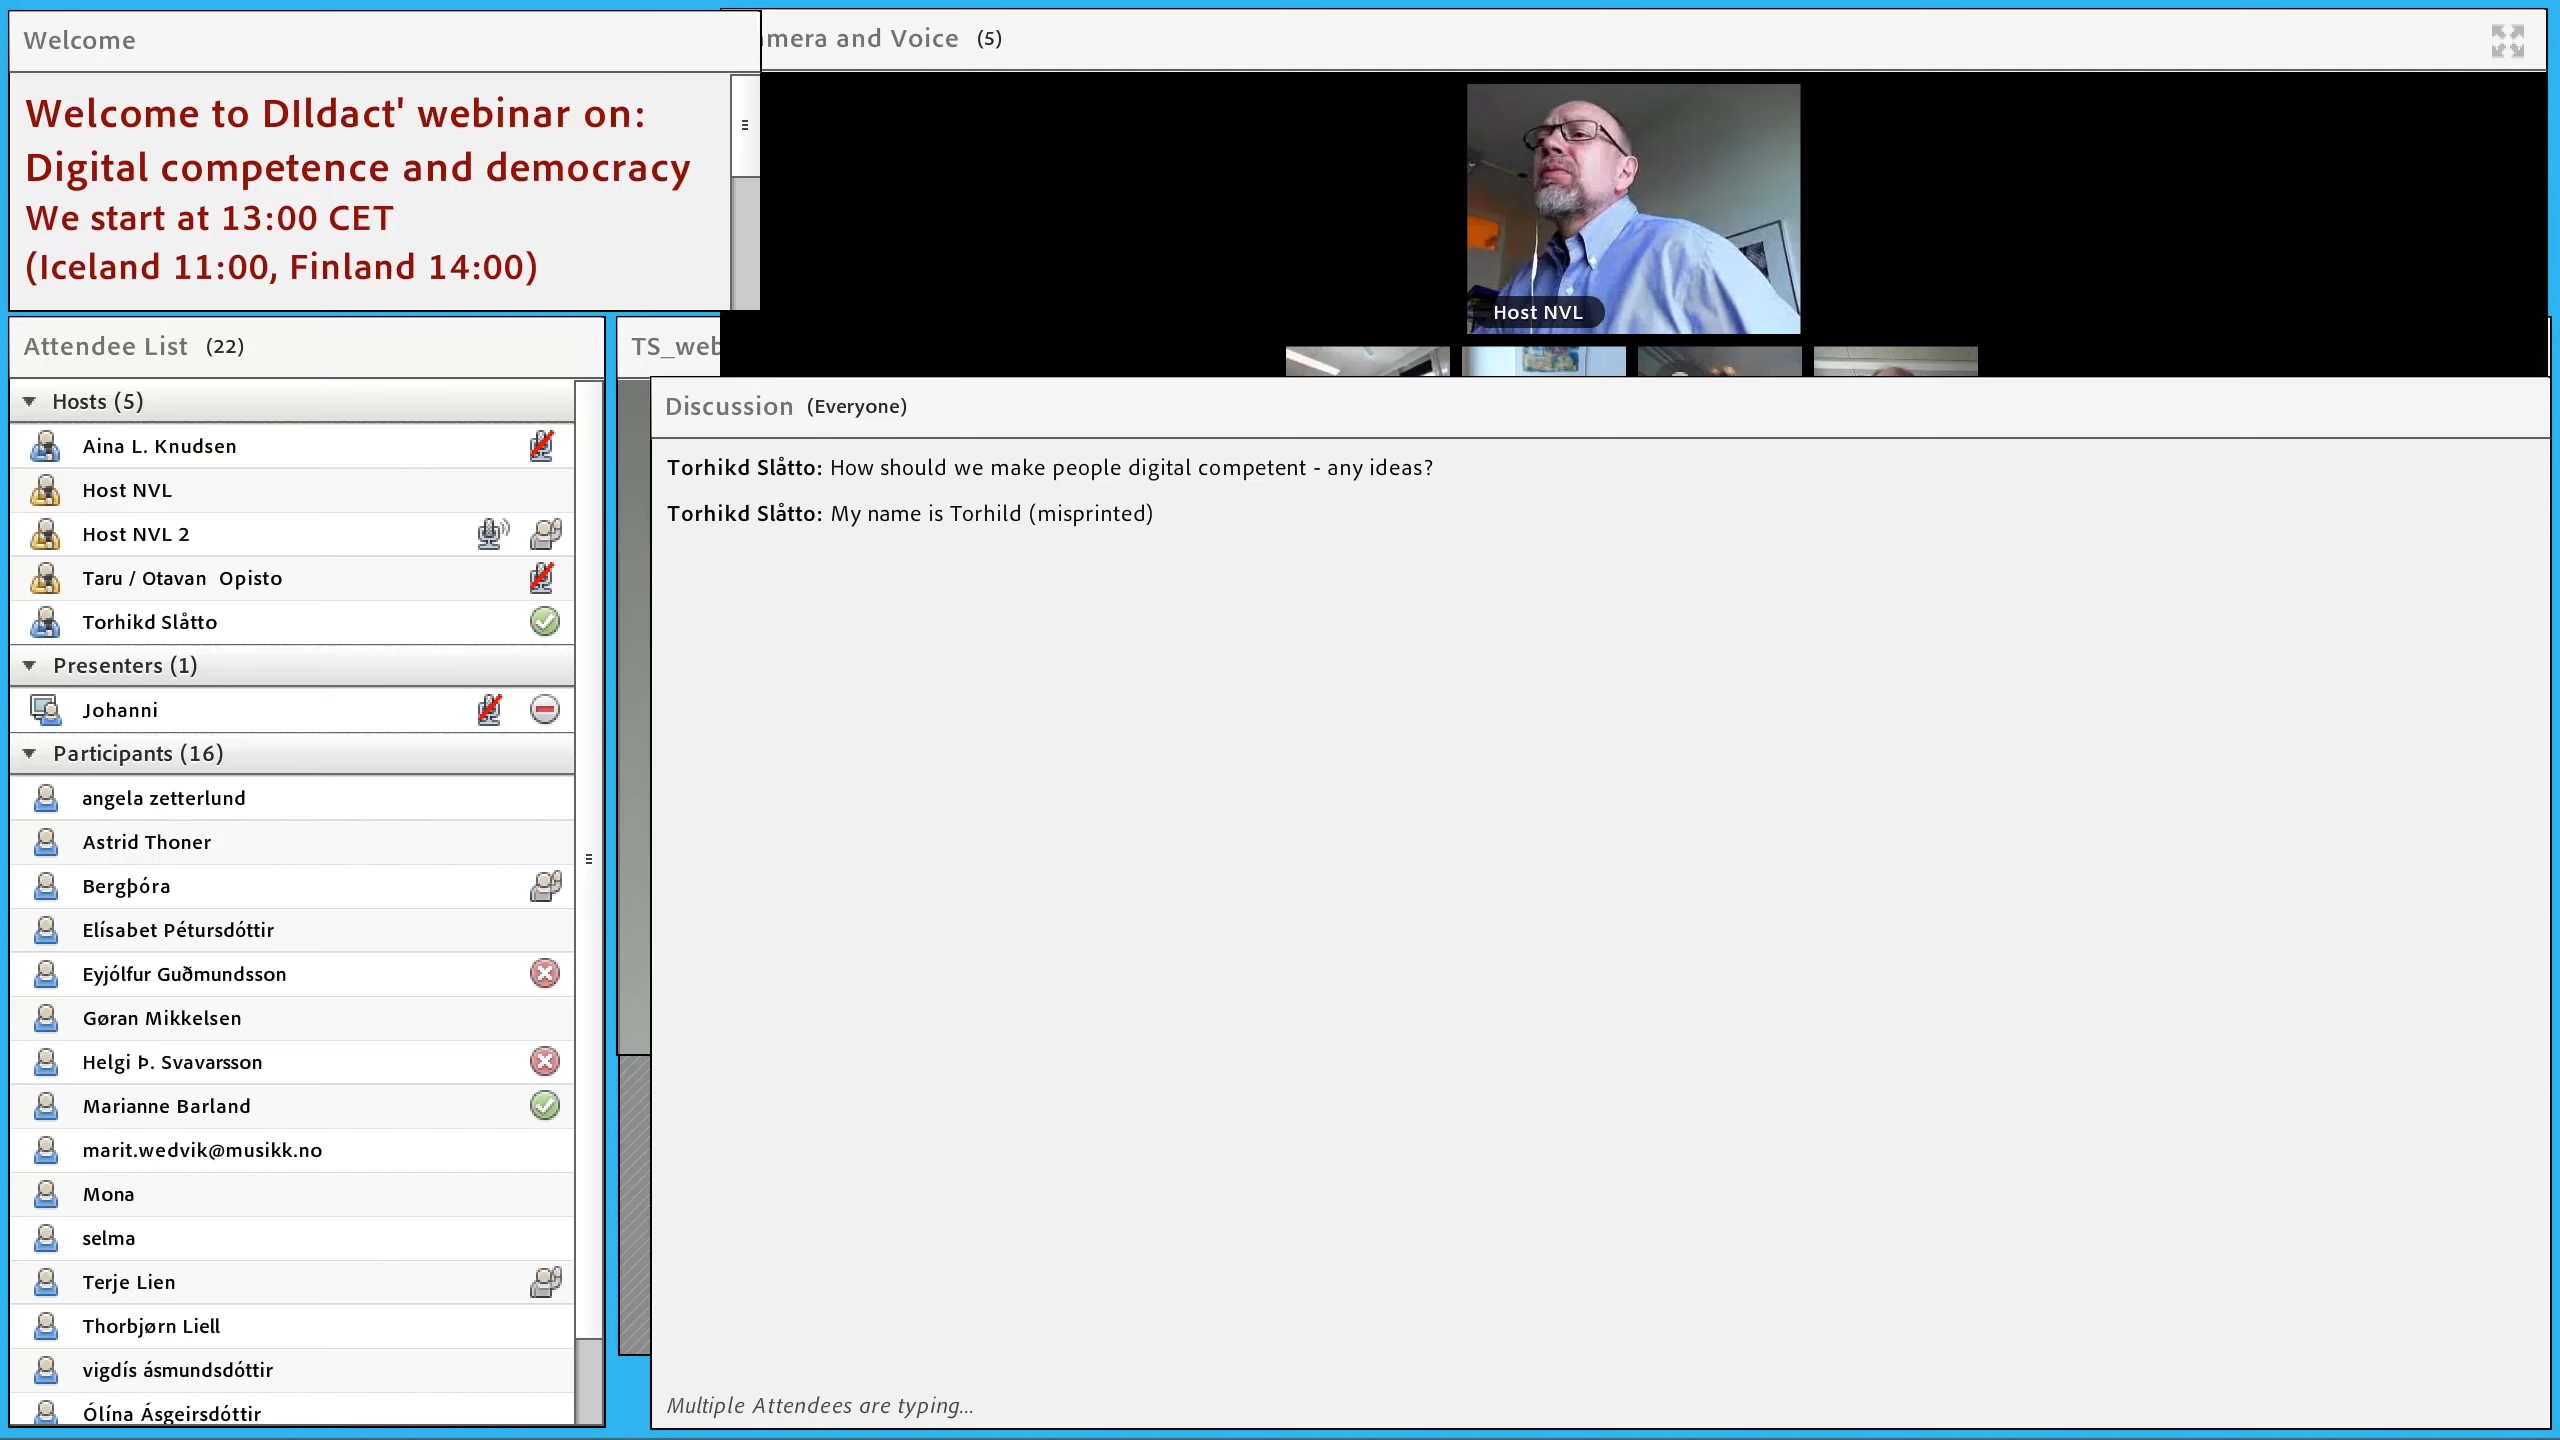 Welcome
Welcome to DIldact' webinar on:
Digital competence and democracy
We start at 13:00 CET
(Iceland 11:00, Finland 14:00)
mera and Voice (5)
Host NVL
Attendee List (22)
Hosts (5)
Aina L. Knudsen
Host NVL
Host NVL 2
Taru / Otavan Opisto
Torhikd Slåtto
Presenters (1)
Johanni
Participants (16)
angela zetterlund
Astrid Thoner
Bergþóra
Elísabet Pétursdóttir
Eyjólfur Guðmundsson
Gøran Mikkelsen
Helgi Þ. Svavarsson
Marianne Barland
marit.wedvik@musikk.no
Mona
selma
Terje Lien
Thorbjørn Liell
vigdís ásmundsdóttir
Ólína Ásgeirsdóttir
TS_web
Discussion (Everyone)
Torhikd Slåtto: How should we make people digital competent - any ideas?
Torhikd Slåtto: My name is Torhild (misprinted)
Multiple Attendees are typing...